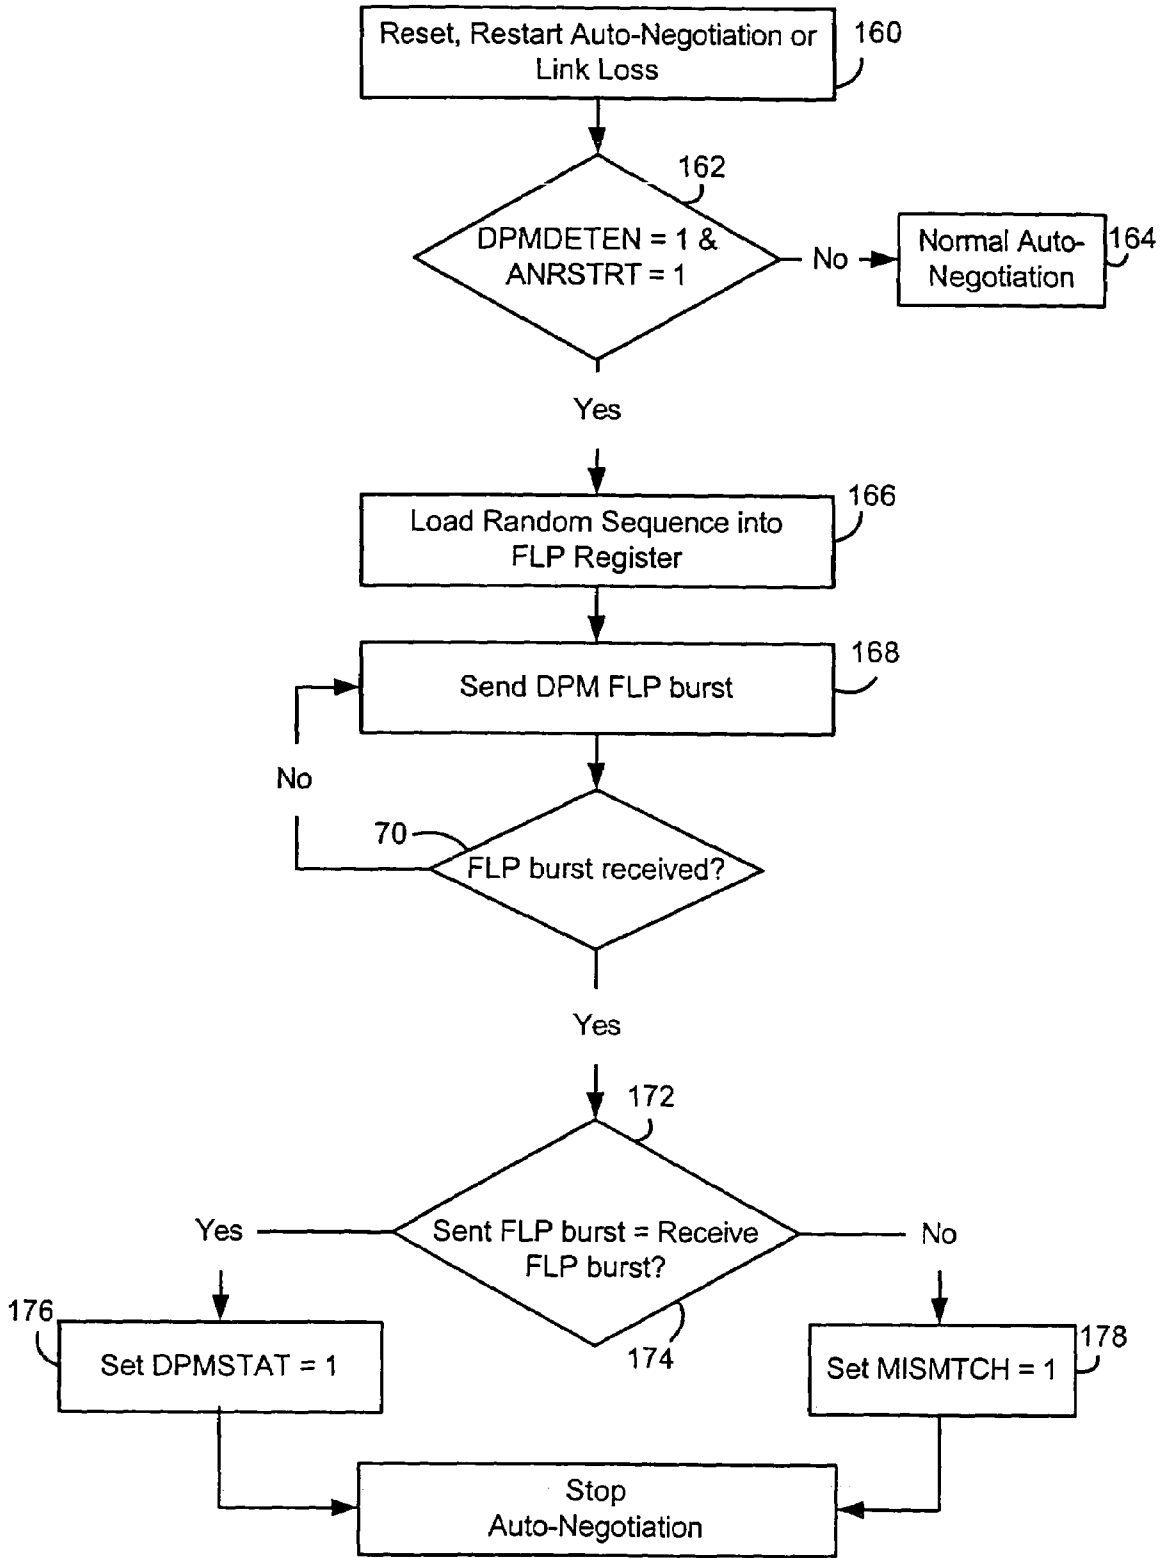 Reset, Restart Auto-Negotiation or
Link Loss
160
162
DPMDETEN = 1 &
ANRSTRT = 1
No
Normal Auto-
Negotiation
164
Yes
Load Random Sequence into
FLP Register
166
Send DPM FLP burst
168
No
70
FLP burst received?
Yes
172
Sent FLP burst = Receive
FLP burst?
174
Yes
No
176
Set DPMSTAT = 1
Set MISMTCH = 1
178
Stop
Auto-Negotiation